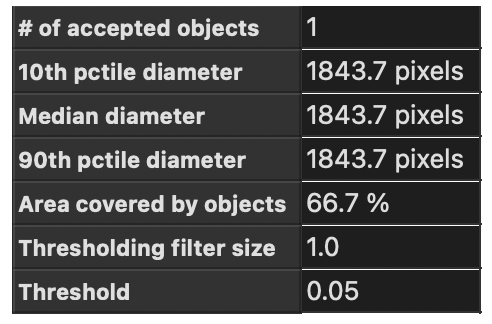 # of accepted objects 1
10th pctile diameter 1843.7 pixels
Median diameter 1843.7 pixels
90th pctile diameter 1843.7 pixels
Area covered by objects 66.7 %
Thresholding filter size 1.0
Threshold 0.05